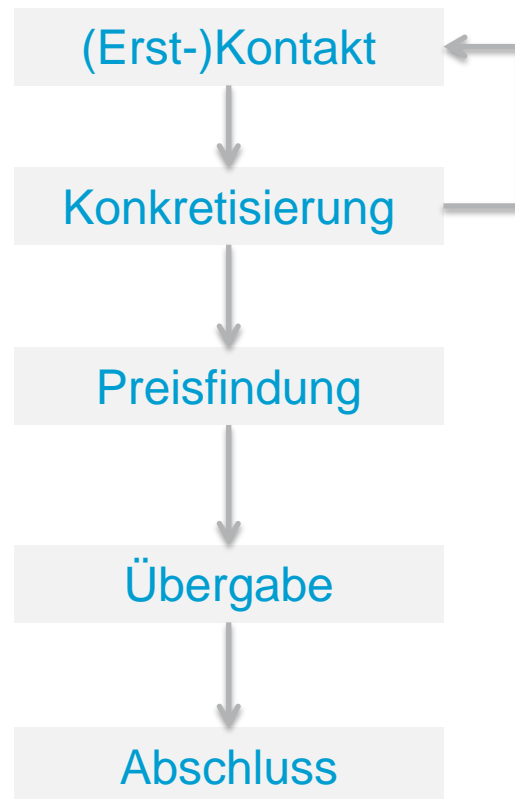 (Erst-)Kontakt
Konkretisierung
Preisfindung
Übergabe
Abschluss